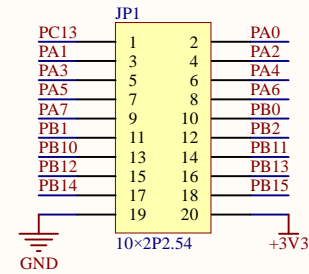 JP1
PC13 1 2 PA0
PA1 3 4 PA2
PA3 5 6 PA4
PA5 7 8 PA6
PA7 9 10 PB0
PB1 11 12 PB2
PB10 13 14 PB11
PB12 15 16 PB13
PB14 17 18 PB15
19 20
GND 10×2P2.54 +3V3